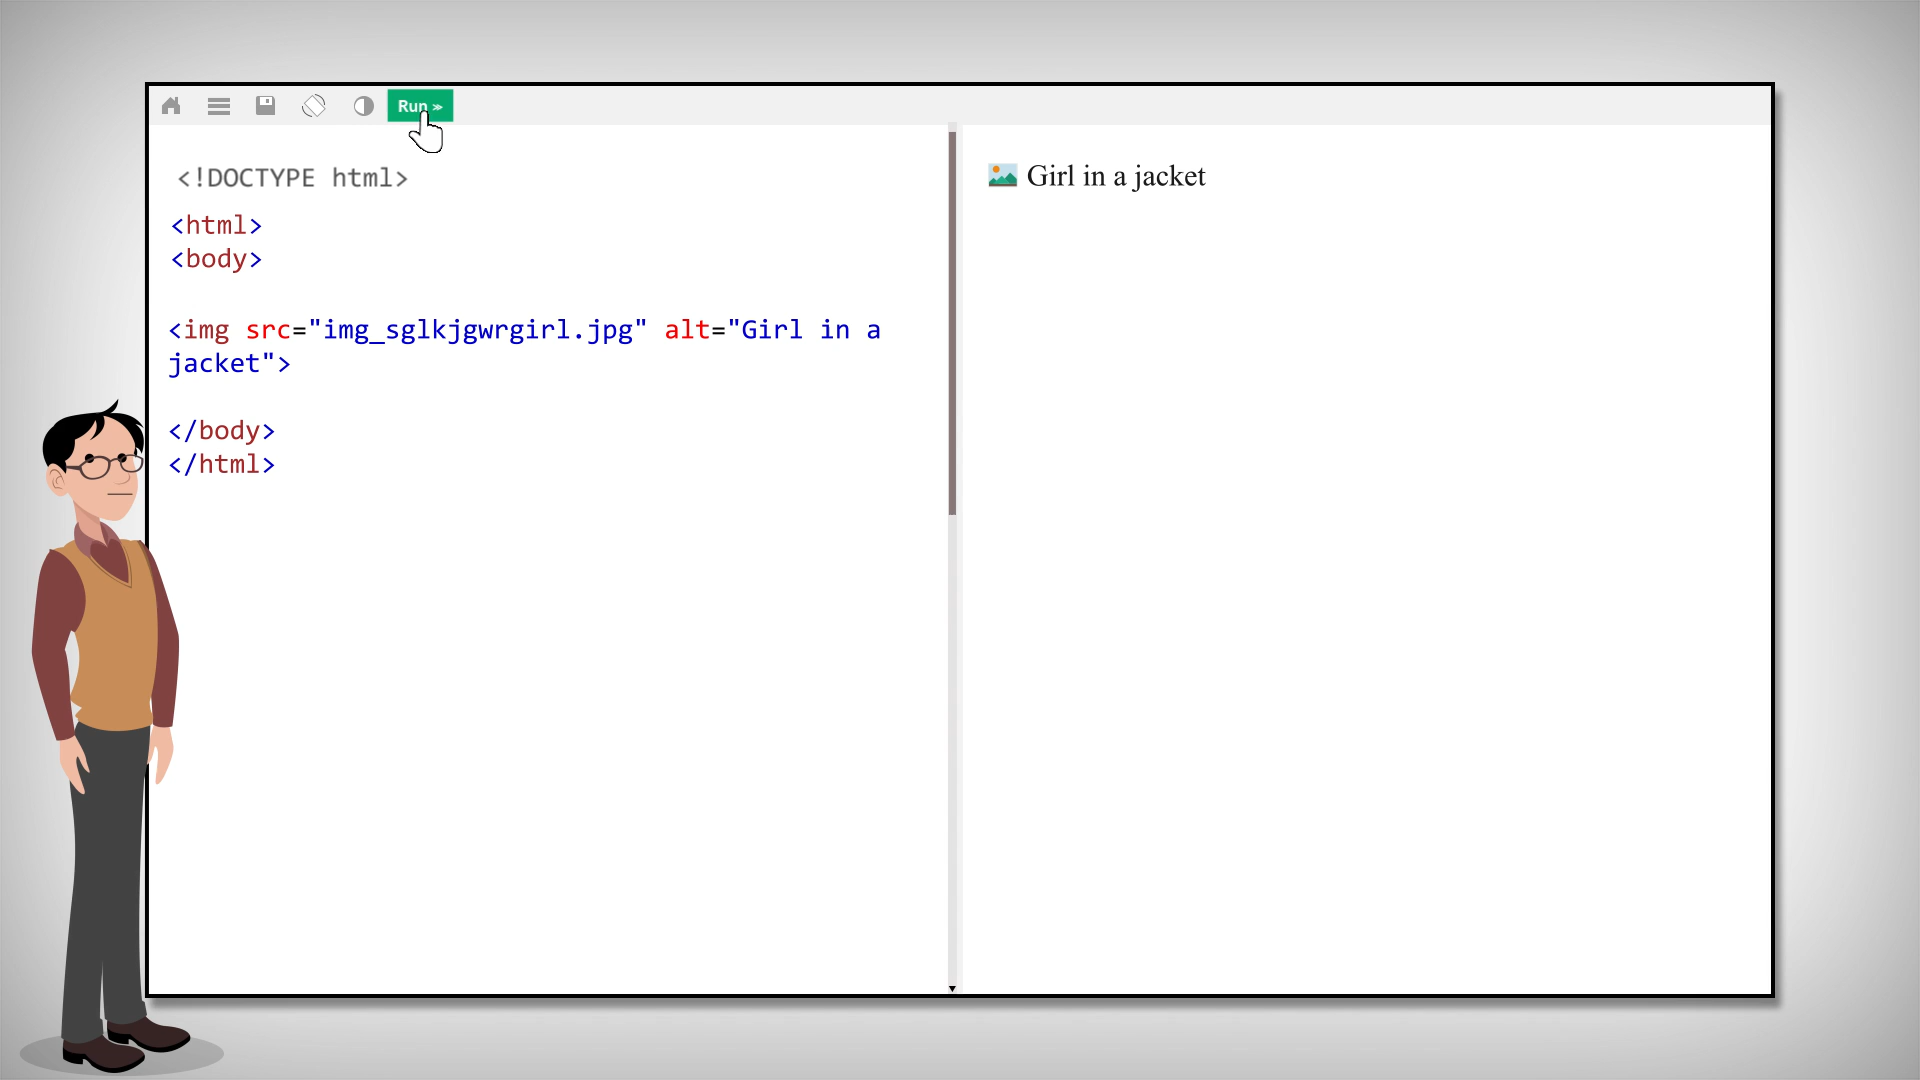 Run »
<!DOCTYPE html>
<html>
<body>
<img src="img_sglkjgwrgirl.jpg" alt="Girl in a
jacket">
</body>
</html>
Girl in a jacket